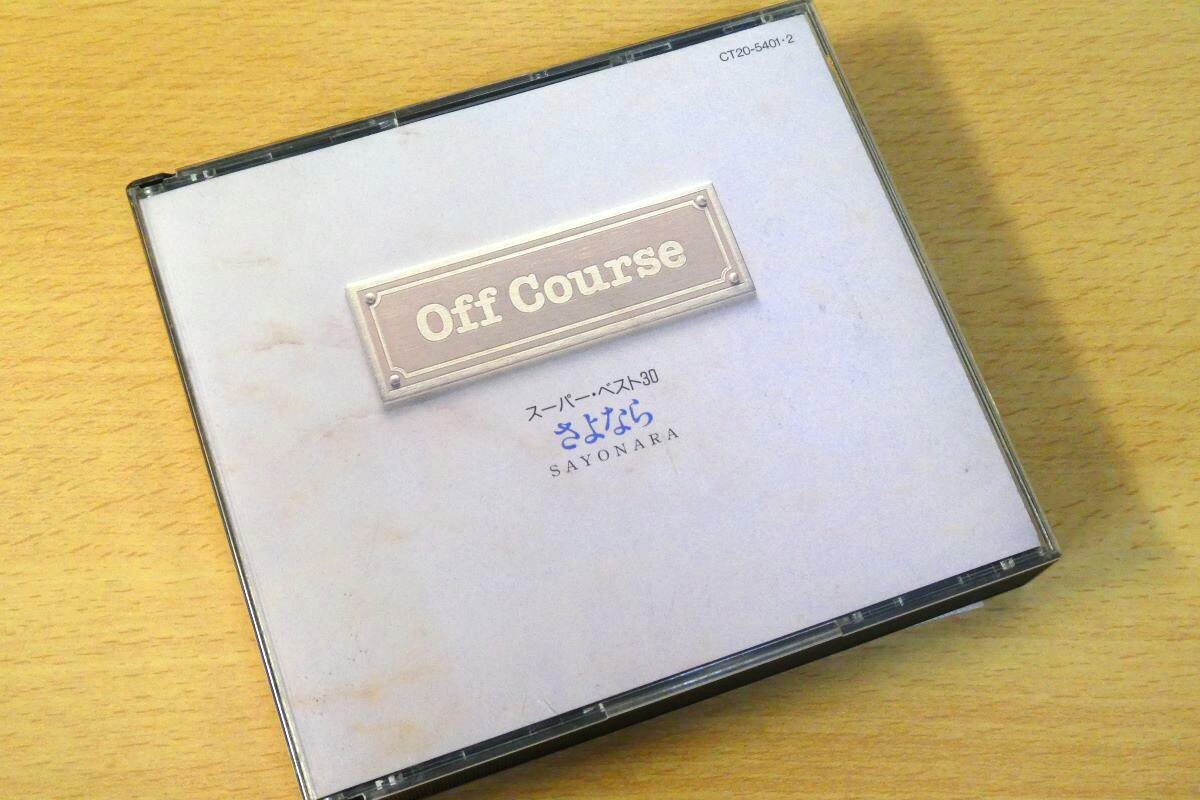 CT20-5401・2
Off Course
スーパー・ベスト30
さよなら
SAYONARA